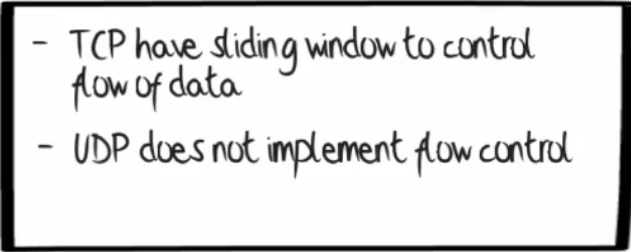 - TCP have sliding window to control
flow of data
- UDP does not implement flow control